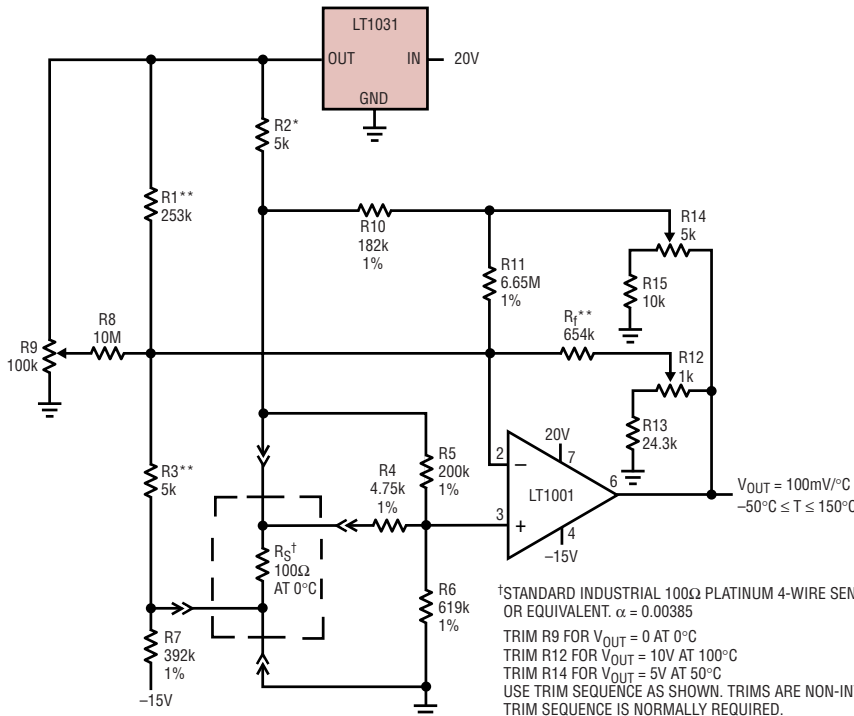 LT1031
OUT
IN
20V
GND
R2*
5k
R1**
253k
R10
182k
1%
R14
5k
R11
6.65M
1%
R15
10k
R8
10M
R9
100k
Rf**
654k
R12
1k
R13
24.3k
R3**
5k
R5
200k
1%
R4
4.75k
1%
20V
2
7
–
LT1001
6
3
+
4
–15V
VOUT = 100mV/°C
–50°C ≤ T ≤ 150°C
RS†
100Ω
AT 0°C
R6
619k
1%
R7
392k
1%
–15V
†STANDARD INDUSTRIAL 100Ω PLATINUM 4-WIRE SEN
OR EQUIVALENT. α = 0.00385
TRIM R9 FOR VOUT = 0 AT 0°C
TRIM R12 FOR VOUT = 10V AT 100°C
TRIM R14 FOR VOUT = 5V AT 50°C
USE TRIM SEQUENCE AS SHOWN. TRIMS ARE NON-IN
TRIM SEQUENCE IS NORMALLY REQUIRED.